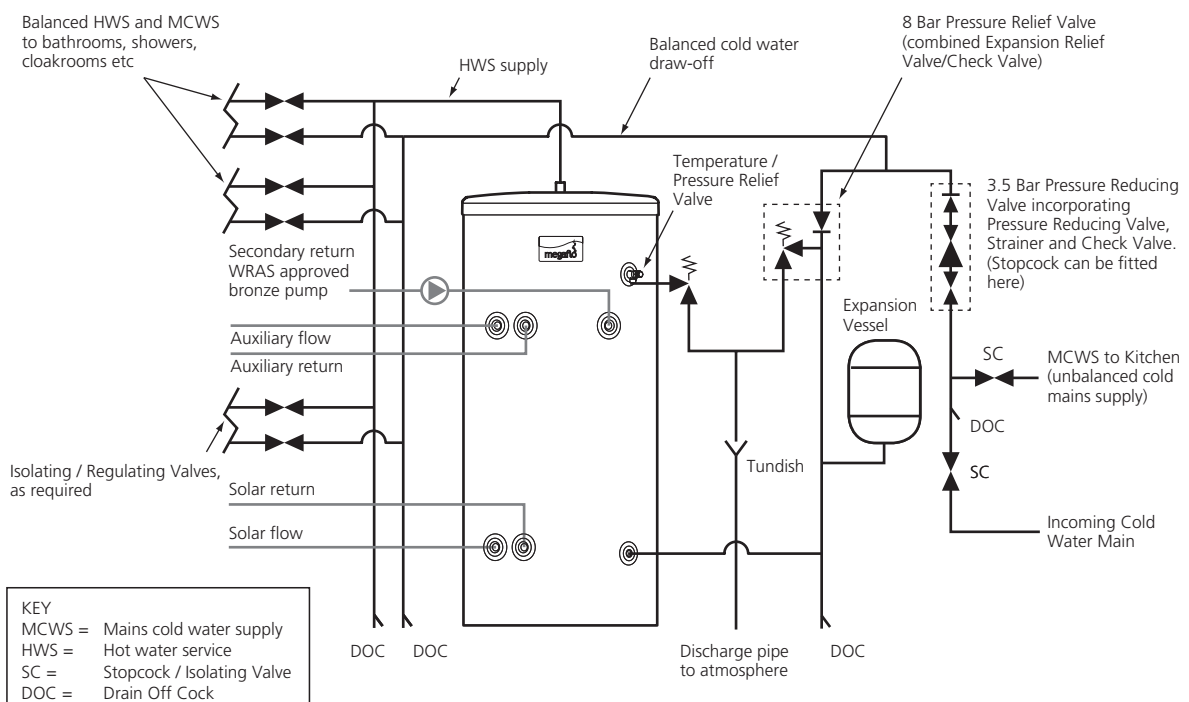 Balanced HWS and MCWS
to bathrooms, showers,
cloakrooms etc
HWS supply
Balanced cold water
draw-off
8 Bar Pressure Relief Valve
(combined Expansion Relief
Valve/Check Valve)
Temperature /
Pressure Relief
Valve
3.5 Bar Pressure Reducing
Valve incorporating
Pressure Reducing Valve,
Strainer and Check Valve.
(Stopcock can be fitted
here)
megaflo
Secondary return
WRAS approved
bronze pump
Auxiliary flow
Auxiliary return
Expansion
Vessel
SC
MCWS to Kitchen
(unbalanced cold
mains supply)
DOC
SC
Tundish
Isolating / Regulating Valves,
as required
Solar return
Solar flow
Incoming Cold
Water Main
KEY
MCWS = Mains cold water supply
HWS = Hot water service
SC = Stopcock / Isolating Valve
DOC = Drain Off Cock
DOC
DOC
Discharge pipe
to atmosphere
DOC